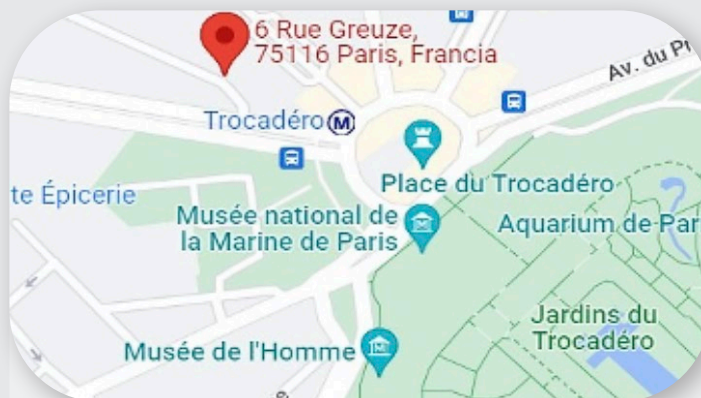 6 Rue Greuze,
75116 Paris, Francia
Av. du P
Trocadéro M
te Épicerie
Place du Trocadéro
Musée national de
la Marine de Paris
Aquarium de Par
Jardins du
Trocadéro
Musée de l'Homme